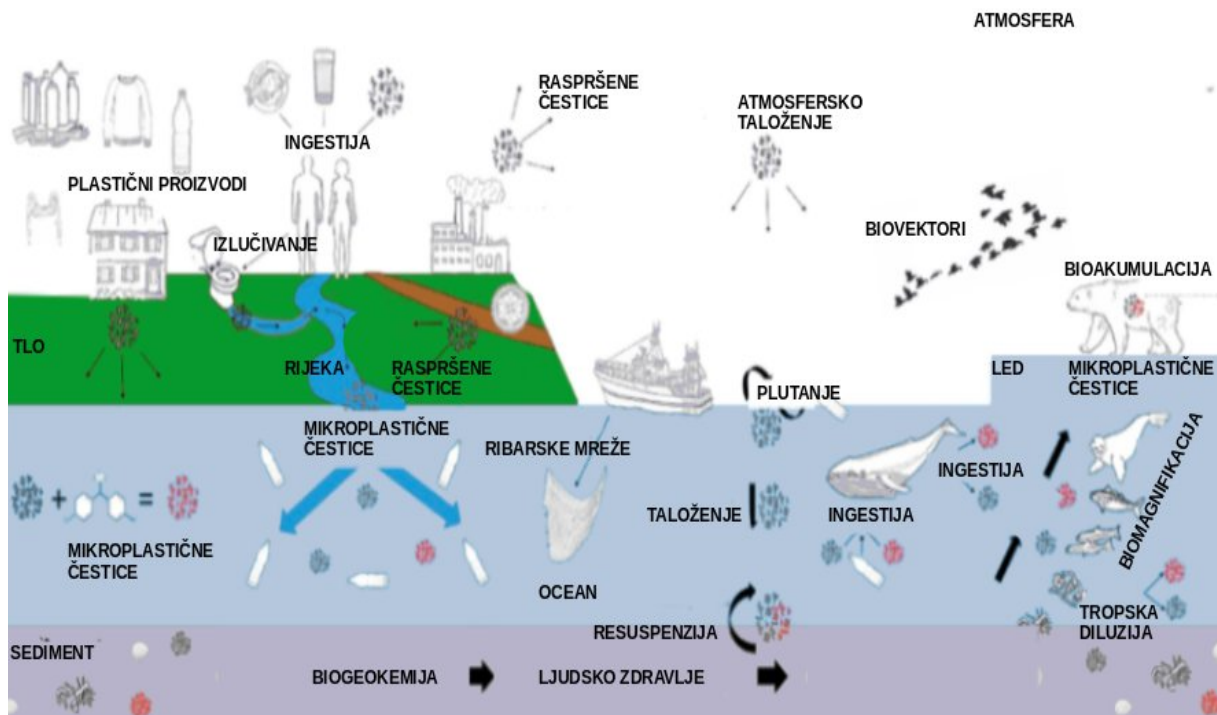 ATMOSFERA
RASPRŠENE
ČESTICE
ATMOSFERSKO
TALOŽENJE
INGESTIJA
PLASTIČNI PROIZVODI
BIOVEKTORI
IZLUČIVANJE
BIOAKUMULACIJA
TLO
RIJEKA
RASPRŠENE
ČESTICE
LED
MIKROPLASTIČNE
ČESTICE
PLUTANJE
MIKROPLASTIČNE
ČESTICE
RIBARSKE MREŽE
INGESTIJA
BIOMAGNIFIKACIJA
+
=
TALOŽENJE
INGESTIJA
MIKROPLASTIČNE
ČESTICE
OCEAN
TROPSKA
DILUZIJA
RESUSPENZIJA
SEDIMENT
BIOGEOKEMIJA
LJUDSKO ZDRAVLJE